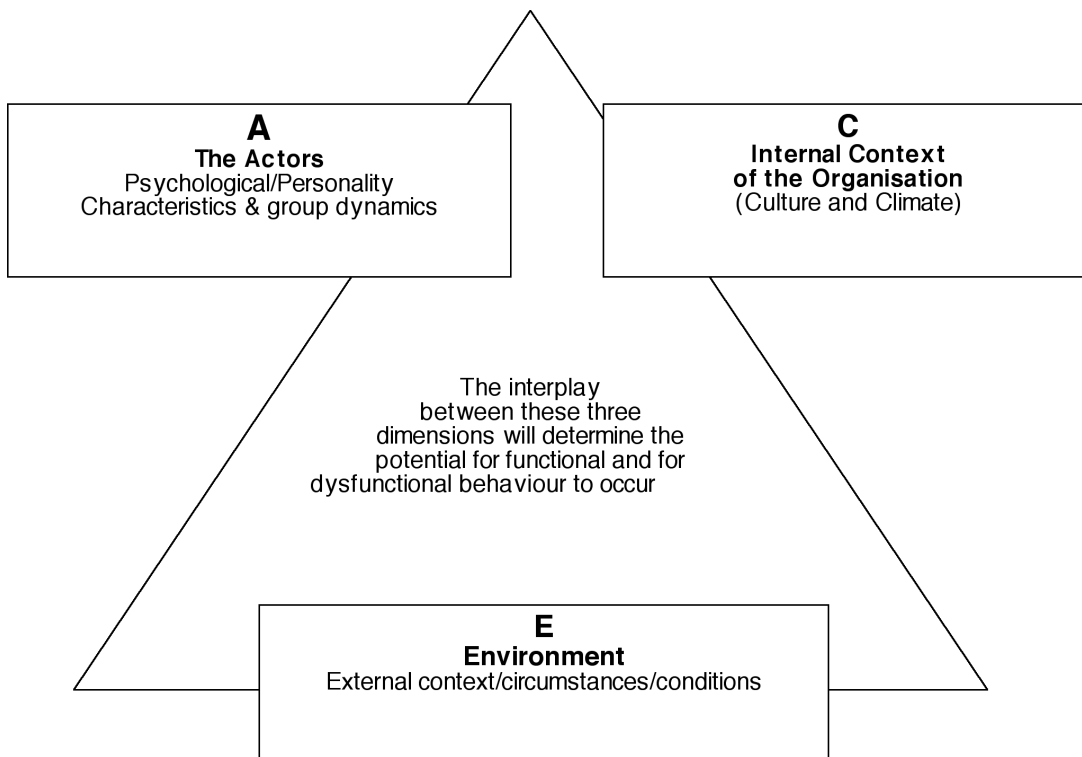 A
The Actors
Psychological/Personality
Characteristics & group dynamics
C
Internal Context
of the Organisation
(Culture and Climate)
The interplay
between these three
dimensions will determine the
potential for functional and for
dysfunctional behaviour to occur
E
Environment
External context/circumstances/conditions